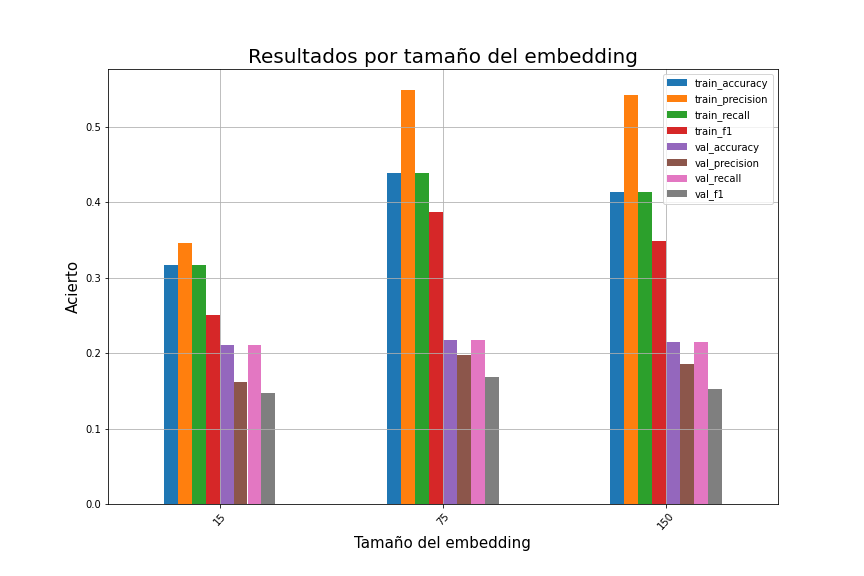 Resultados por tamaño del embedding
train_accuracy
train_precision
train_recall
train_f1
val_accuracy
val_precision
val_recall
val_f1
0.5
0.4
0.3
0.2
0.1
0.0
Acierto
15
75
150
Tamaño del embedding